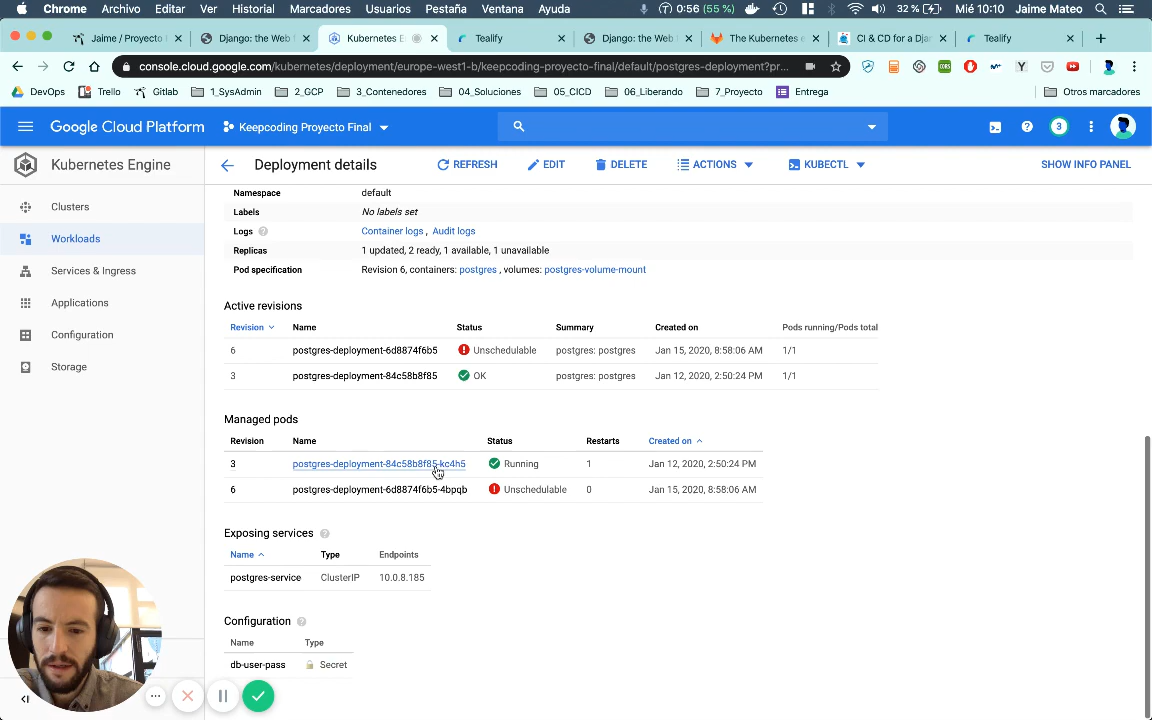 Chrome Archivo Editar Ver Historial Marcadores Usuarios Pestaña Ventana Ayuda 0:56 (55 %) 32 % Mié 10:10 Jaime Mateo
Jaime / Proyecto Django: the Web Kubernetes E Tealify Django: the Web The Kubernetes e CI & CD for a Dja Tealify
console.cloud.google.com/kubernetes/deployment/europe-west1-b/keepcoding-proyecto-final/default/postgres-deployment?pr...
DevOps Trello Gitlab 1_SysAdmin 2_GCP 3_Contenedores 04_Soluciones 05_CICD 06_Liberando 7_Proyecto Entrega Otros marcadores
Google Cloud Platform Keepcoding Proyecto Final 3
Kubernetes Engine Deployment details REFRESH EDIT DELETE ACTIONS KUBECTL SHOW INFO PANEL
Clusters
Workloads
Services & Ingress
Applications
Configuration
Storage
Namespace default
Labels No labels set
Logs Container logs , Audit logs
Replicas 1 updated, 2 ready, 1 available, 1 unavailable
Pod specification Revision 6, containers: postgres , volumes: postgres-volume-mount
Active revisions
Revision Name Status Summary Created on Pods running/Pods total
6 postgres-deployment-6d8874f6b5 Unschedulable postgres: postgres Jan 15, 2020, 8:58:06 AM 1/1
3 postgres-deployment-84c58b8f85 OK postgres: postgres Jan 12, 2020, 2:50:24 PM 1/1
Managed pods
Revision Name Status Restarts Created on
3 postgres-deployment-84c58b8f85-kc4h5 Running 1 Jan 12, 2020, 2:50:24 PM
6 postgres-deployment-6d8874f6b5-4bpqb Unschedulable 0 Jan 15, 2020, 8:58:06 AM
Exposing services
Name Type Endpoints
postgres-service ClusterIP 10.0.8.185
Configuration
Name Type
db-user-pass Secret